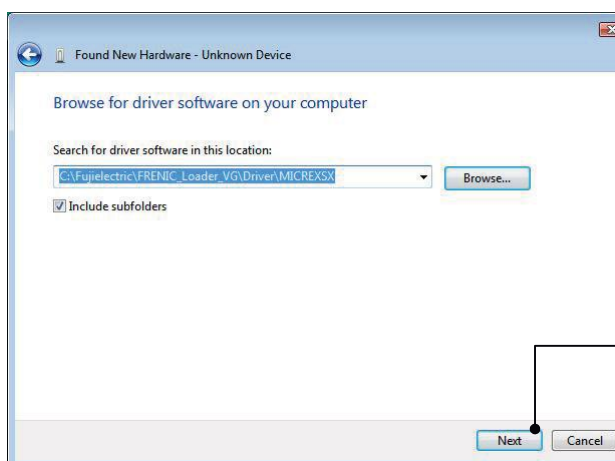 Found New Hardware - Unknown Device
Browse for driver software on your computer
Search for driver software in this location:
C:\Fujielectric\FRENIC_Loader_VG\Driver\MICREXSX
Browse...
Include subfolders
Next
Cancel